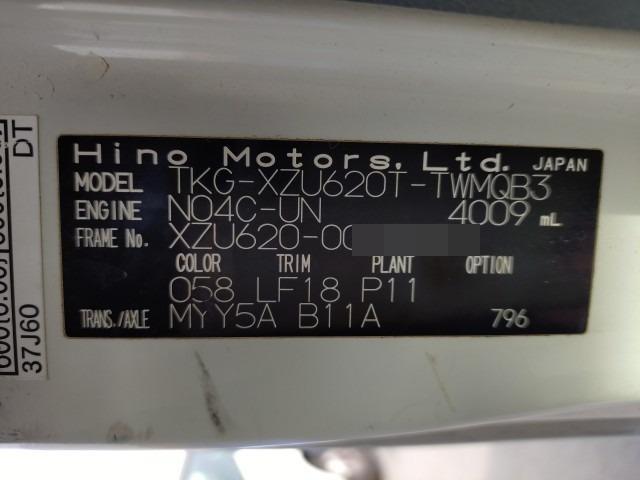 Hino Motors, Ltd. JAPAN
MODEL TKG-XZU620T-TWMQB3
ENGINE N04C-UN 4009 mL
FRAME No. XZU620-00
COLOR TRIM PLANT OPTION
058 LF18 P11
TRANS./AXLE MYY5A B11A 796
DT
37J60